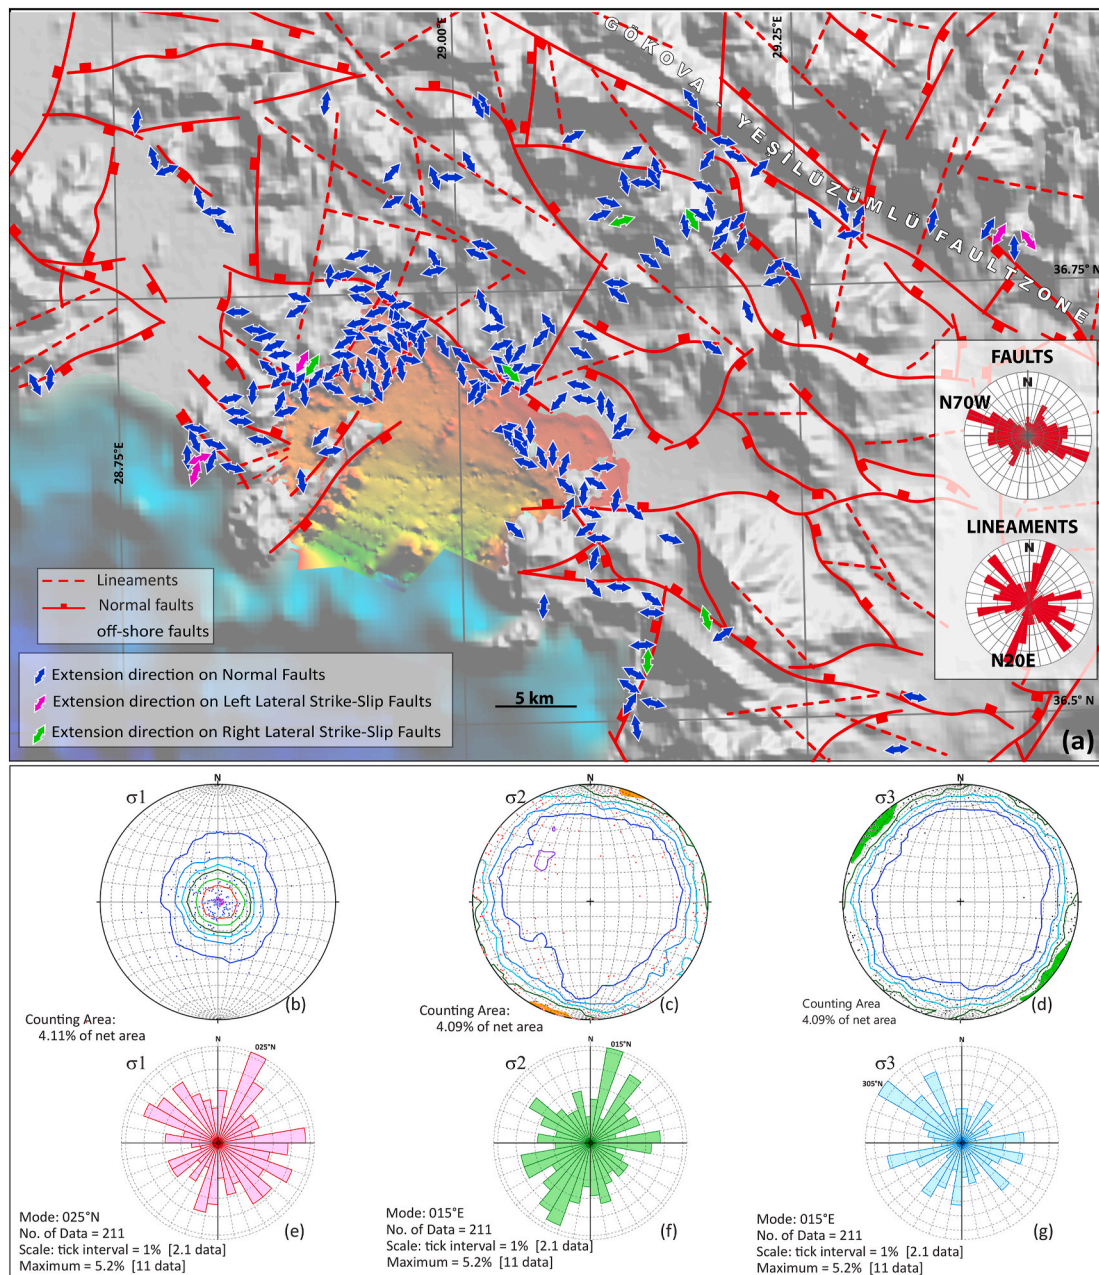 GÖKOVA - YEŞİLÜZÜMLÜ FAULTZONE
29.00°E
29.25°E
36.75° N
28.75°E
FAULTS
N
N70W
LINEAMENTS
N
N20E
Lineaments
Normal faults
off-shore faults
Extension direction on Normal Faults
Extension direction on Left Lateral Strike-Slip Faults
Extension direction on Right Lateral Strike-Slip Faults
5 km
36.5° N
(a)
N
σ1
(b)
Counting Area:
4.11% of net area
N
σ2
(c)
Counting Area:
4.09% of net area
N
σ3
(d)
Counting Area
4.09% of net area
σ1
N
025°N
(e)
Mode: 025°N
No. of Data = 211
Scale: tick interval = 1% [2.1 data]
Maximum = 5.2% [11 data]
σ2
N
015°N
(f)
Mode: 015°E
No. of Data = 211
Scale: tick interval = 1% [2.1 data]
Maximum = 5.2% [11 data]
σ3
N
305°N
(g)
Mode: 015°E
No. of Data = 211
Scale: tick interval = 1% [2.1 data]
Maximum = 5.2% [11 data]